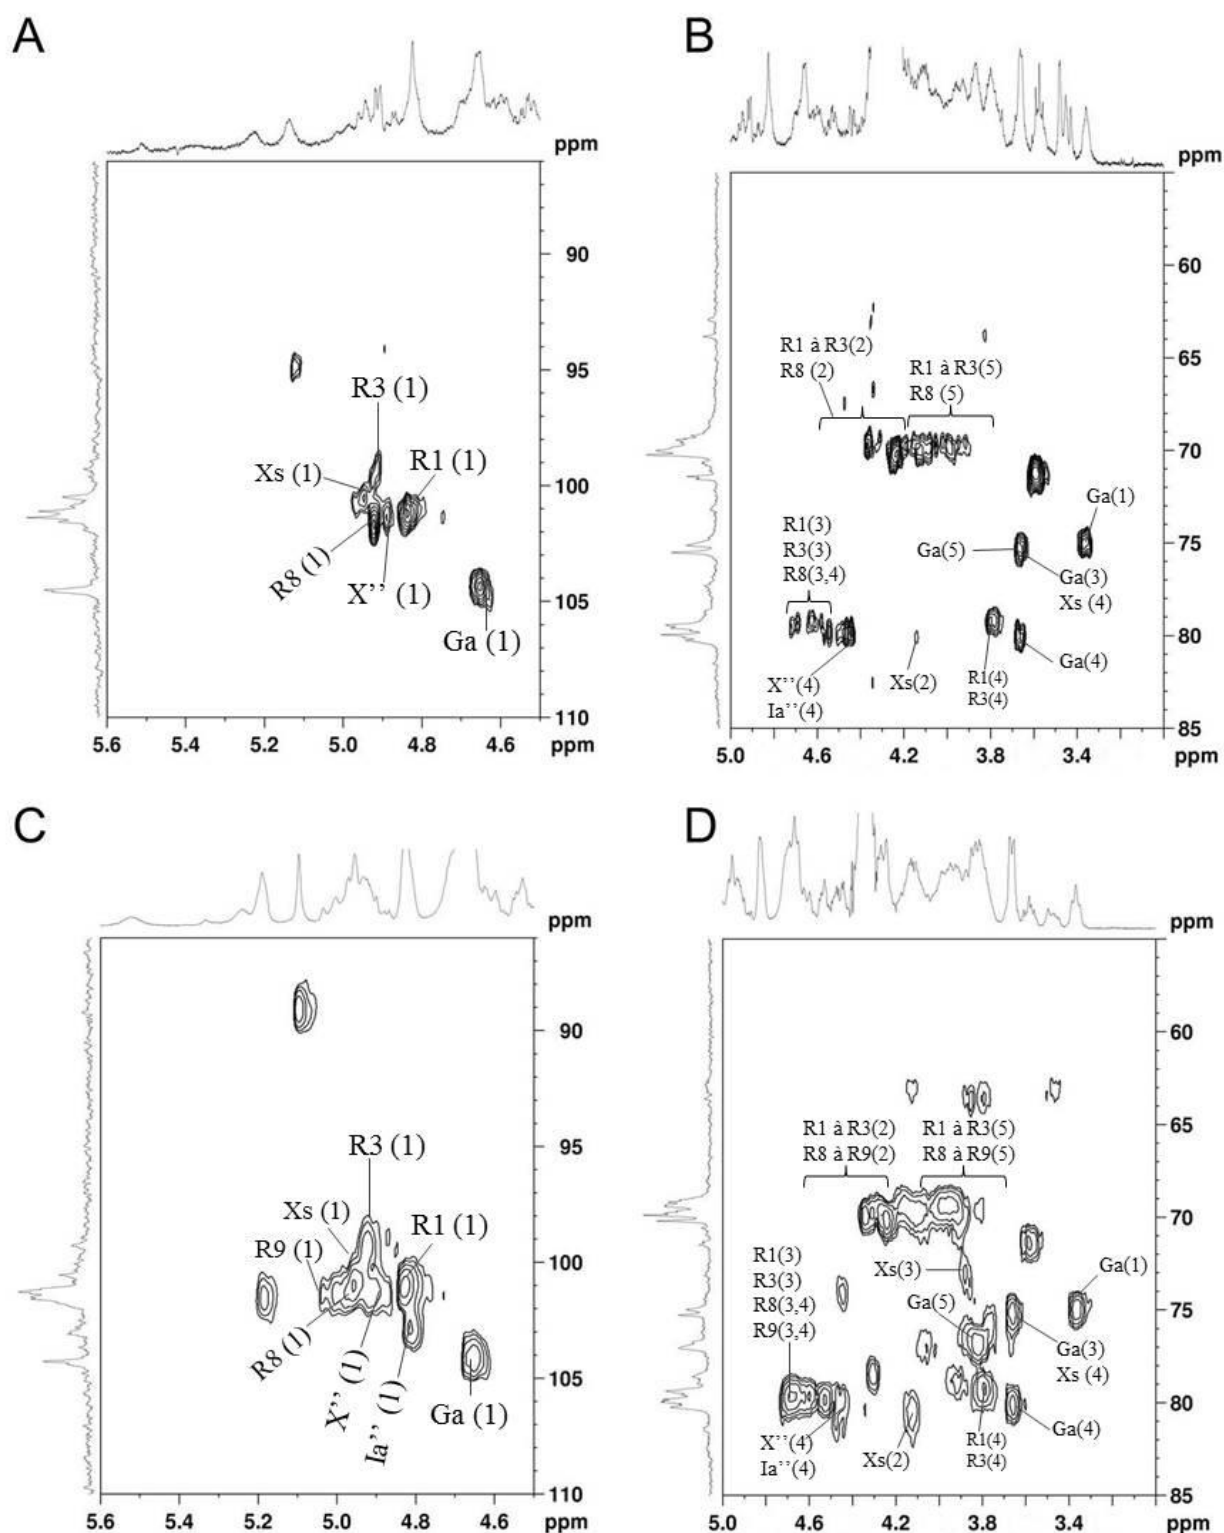 A
ppm
90
95
R3 (1)
Xs (1)
R1 (1)
100
R8 (1)
X’’ (1)
105
Ga (1)
110
5.6 5.4 5.2 5.0 4.8 4.6 ppm
B
ppm
60
R1 à R3(2)
R8 (2)
65
R1 à R3(5)
R8 (5)
70
R1(3)
R3(3)
R8(3,4)
Ga(1)
Ga(5)
75
Ga(3)
Xs (4)
80
X’’(4)
Ia’’(4)
Xs(2)
R1(4)
R3(4)
Ga(4)
85
5.0 4.6 4.2 3.8 3.4 ppm
C
ppm
90
95
R3 (1)
Xs (1)
R1 (1)
R9 (1)
100
R8 (1)
X’’ (1)
Ia’’ (1)
105
Ga (1)
110
5.6 5.4 5.2 5.0 4.8 4.6 ppm
D
ppm
60
65
R1 à R3(2)
R8 à R9(2)
R1 à R3(5)
R8 à R9(5)
70
R1(3)
R3(3)
R8(3,4)
R9(3,4)
Xs(3)
Ga(1)
Ga(5)
75
Ga(3)
Xs (4)
80
X’’(4)
Ia’’(4)
Xs(2)
R1(4)
R3(4)
Ga(4)
85
5.0 4.6 4.2 3.8 3.4 ppm